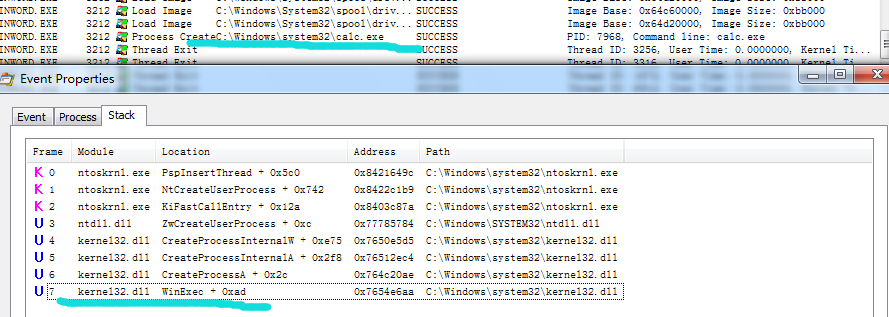 INWORD.EXE 3212 Load Image C:\Windows\System32\spool\driv... SUCCESS Image Base: 0x64c60000, Image Size: 0xbb000
INWORD.EXE 3212 Load Image C:\Windows\System32\spool\driv... SUCCESS Image Base: 0x64d20000, Image Size: 0xbb000
INWORD.EXE 3212 Process Create C:\Windows\system32\calc.exe SUCCESS PID: 7968, Command line: calc.exe
INWORD.EXE 3212 Thread Exit SUCCESS Thread ID: 3256, User Time: 0.0000000, Kernel Ti...
INWORD.EXE 3212 Thread Exit SUCCESS Thread ID: 3316, User Time: 0.0000000, Kernel Ti...
Event Properties
Event Process Stack
Frame Module Location Address Path
K 0 ntoskrnl.exe PspInsertThread + 0x5c0 0x8421649c C:\Windows\system32\ntoskrnl.exe
K 1 ntoskrnl.exe NtCreateUserProcess + 0x742 0x8422c1b9 C:\Windows\system32\ntoskrnl.exe
K 2 ntoskrnl.exe KiFastCallEntry + 0x12a 0x8403c87a C:\Windows\system32\ntoskrnl.exe
U 3 ntdll.dll ZwCreateUserProcess + 0xc 0x77785784 C:\Windows\SYSTEM32\ntdll.dll
U 4 kernel32.dll CreateProcessInternalW + 0xe75 0x7650e5d5 C:\Windows\system32\kernel32.dll
U 5 kernel32.dll CreateProcessInternalA + 0x2f8 0x76512ec4 C:\Windows\system32\kernel32.dll
U 6 kernel32.dll CreateProcessA + 0x2c 0x764c20ae C:\Windows\system32\kernel32.dll
U 7 kernel32.dll WinExec + 0xad 0x7654e6aa C:\Windows\system32\kernel32.dll